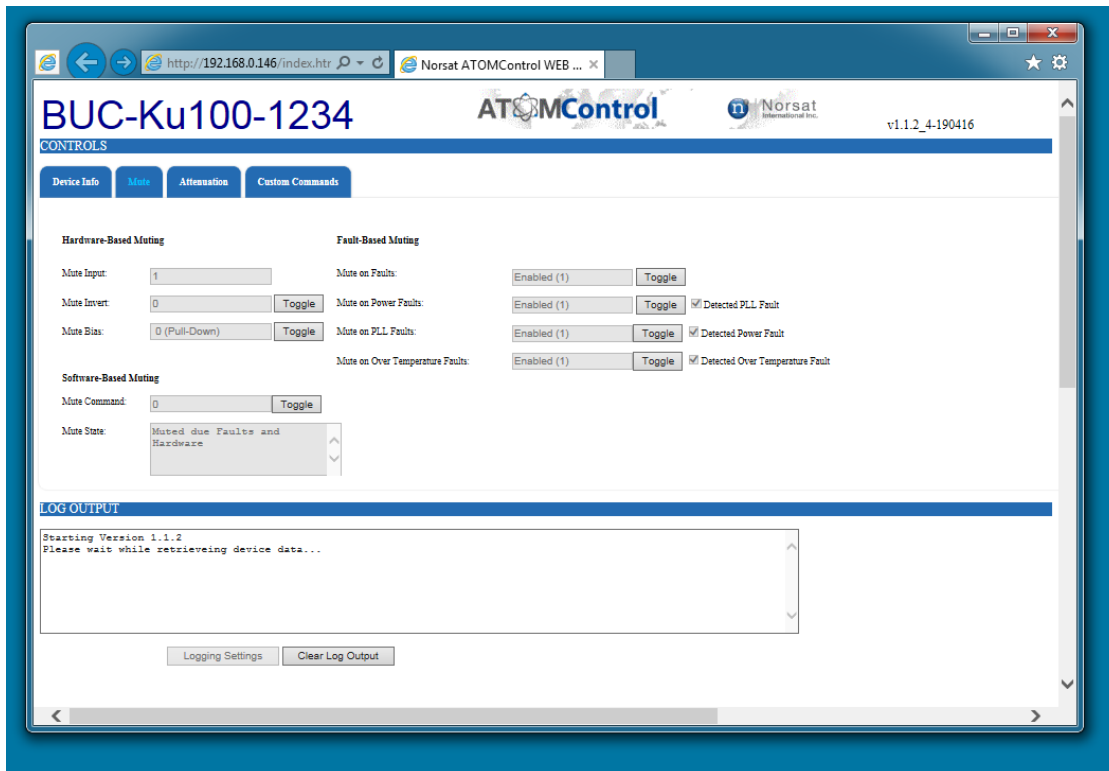 http://192.168.0.146/index.htr
Norsat ATOMControl WEB ...
BUC-Ku100-1234
ATOMControl
n Norsat
International Inc.
v1.1.2_4-190416
CONTROLS
Device Info Mute Attenuation Custom Commands
Hardware-Based Muting Fault-Based Muting
Mute Input: 1 Mute on Faults: Enabled (1) Toggle
Mute Invert: 0 Toggle Mute on Power Faults: Enabled (1) Toggle Detected PLL Fault
Mute Bias: 0 (Pull-Down) Toggle Mute on PLL Faults: Enabled (1) Toggle Detected Power Fault
Mute on Over Temperature Faults: Enabled (1) Toggle Detected Over Temperature Fault
Software-Based Muting
Mute Command: 0 Toggle
Mute State: Muted due Faults and
Hardware
LOG OUTPUT
Starting Version 1.1.2
Please wait while retrieveing device data...
Logging Settings Clear Log Output